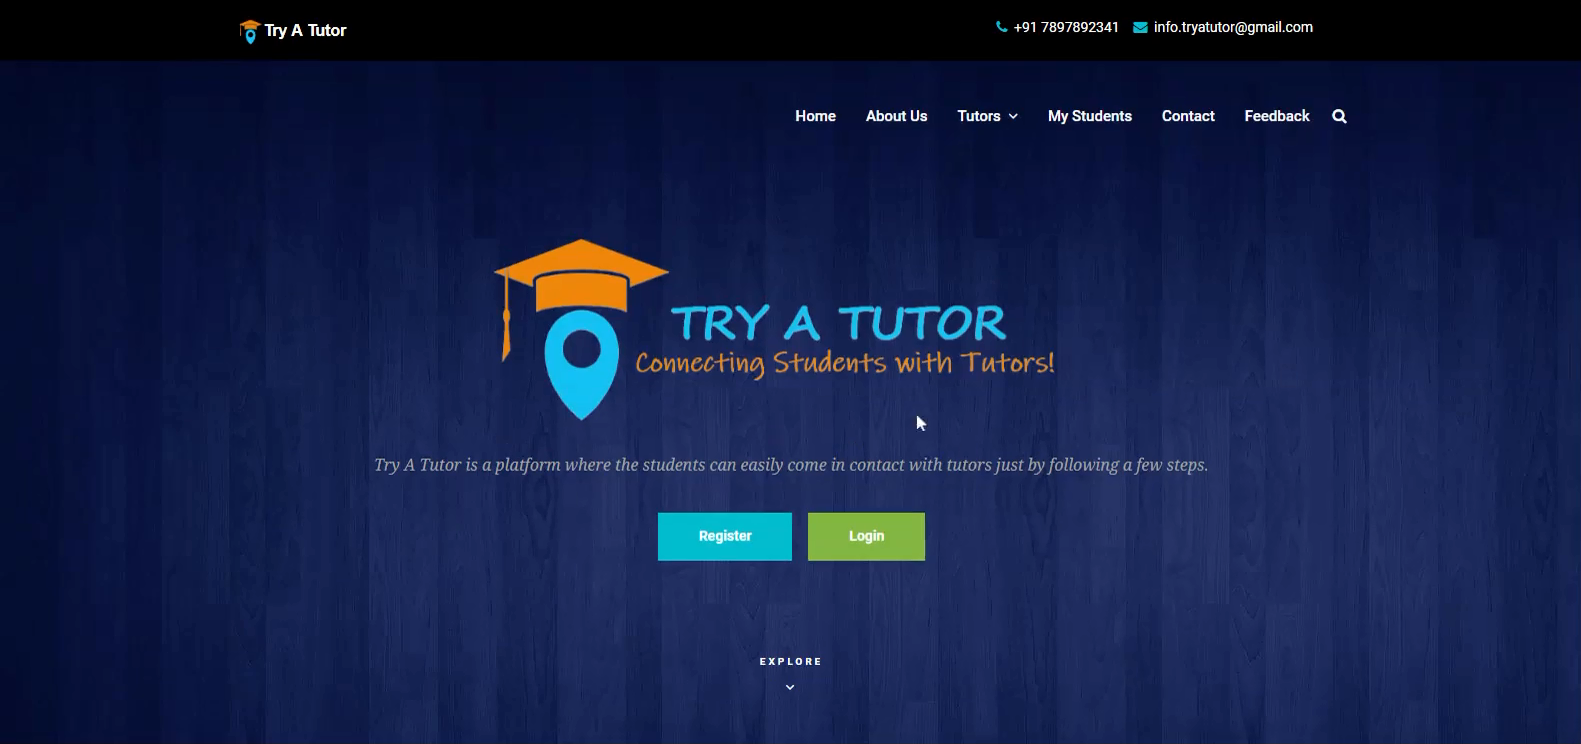 Try A Tutor
+91 7897892341 info.tryatutor@gmail.com
Home About Us Tutors My Students Contact Feedback
TRY A TUTOR
Connecting Students with Tutors!
Try A Tutor is a platform where the students can easily come in contact with tutors just by following a few steps.
Register Login
EXPLORE